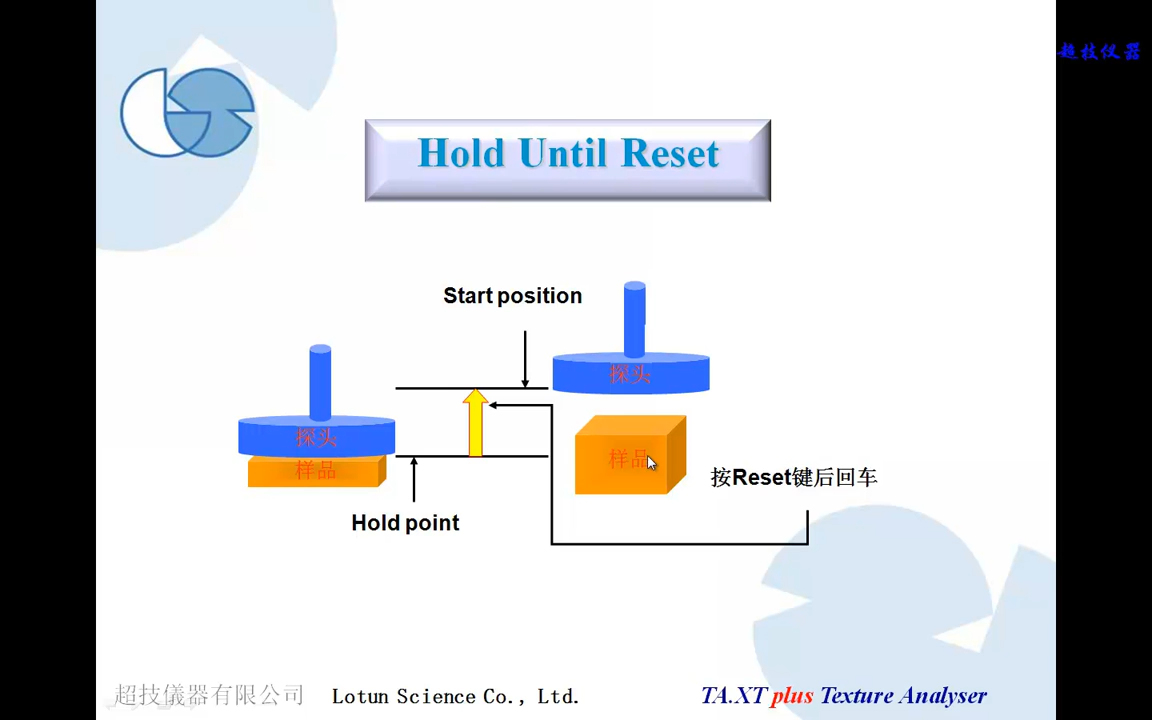 超技仪器
Hold Until Reset
Start position
探头
探头
样品
样品
按Reset键后回车
Hold point
超技儀器有限公司
Lotun Science Co., Ltd.
TA.XT plus Texture Analyser